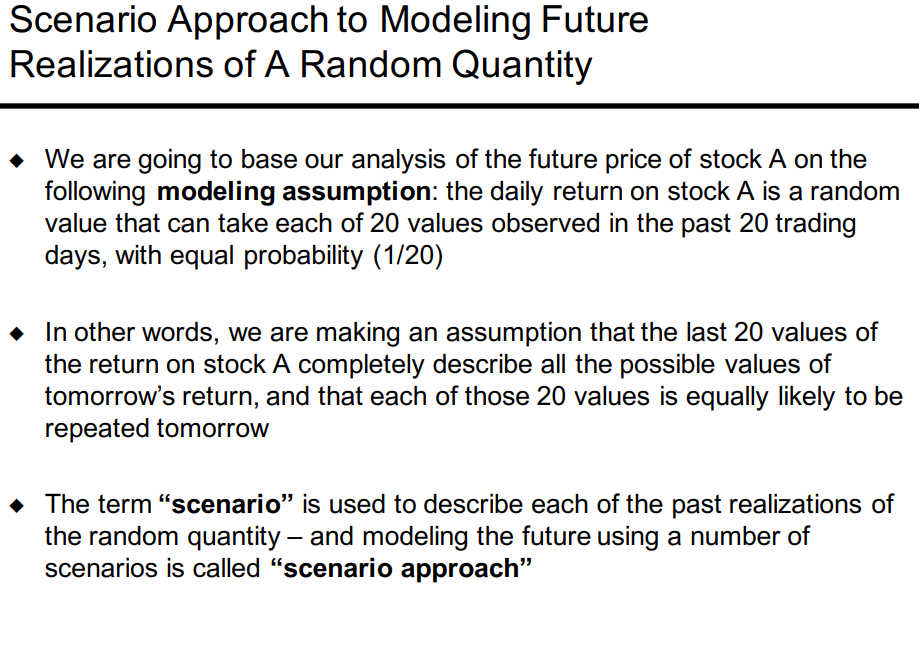 Scenario Approach to Modeling Future
Realizations of A Random Quantity
◆ We are going to base our analysis of the future price of stock A on the
following modeling assumption: the daily return on stock A is a random
value that can take each of 20 values observed in the past 20 trading
days, with equal probability (1/20)
◆ In other words, we are making an assumption that the last 20 values of
the return on stock A completely describe all the possible values of
tomorrow’s return, and that each of those 20 values is equally likely to be
repeated tomorrow
◆ The term “scenario” is used to describe each of the past realizations of
the random quantity – and modeling the future using a number of
scenarios is called “scenario approach”